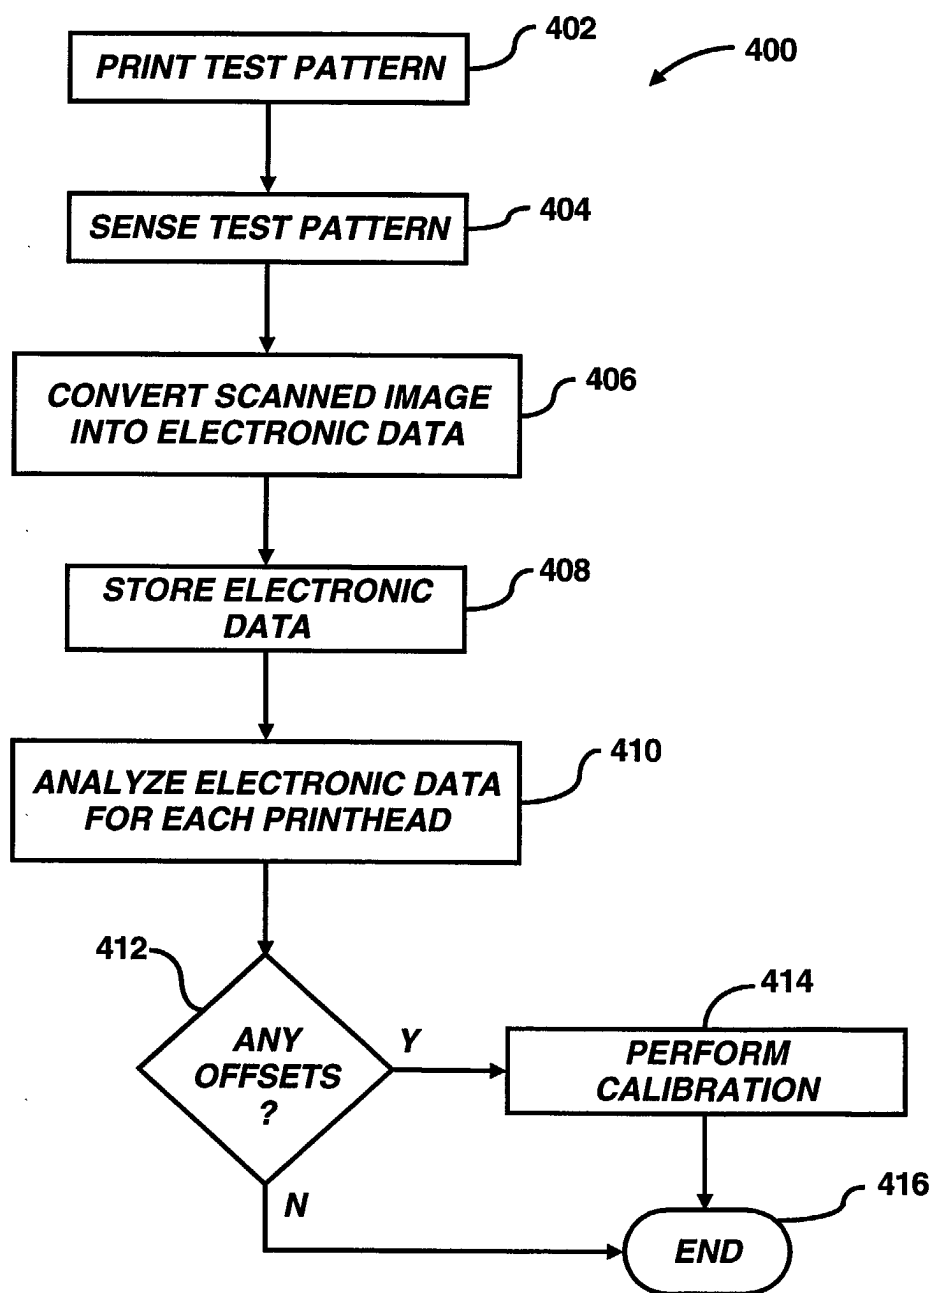 402
400
PRINT TEST PATTERN
404
SENSE TEST PATTERN
406
CONVERT SCANNED IMAGE
INTO ELECTRONIC DATA
408
STORE ELECTRONIC
DATA
410
ANALYZE ELECTRONIC DATA
FOR EACH PRINTHEAD
412
414
ANY
OFFSETS
?
Y
PERFORM
CALIBRATION
N
416
END